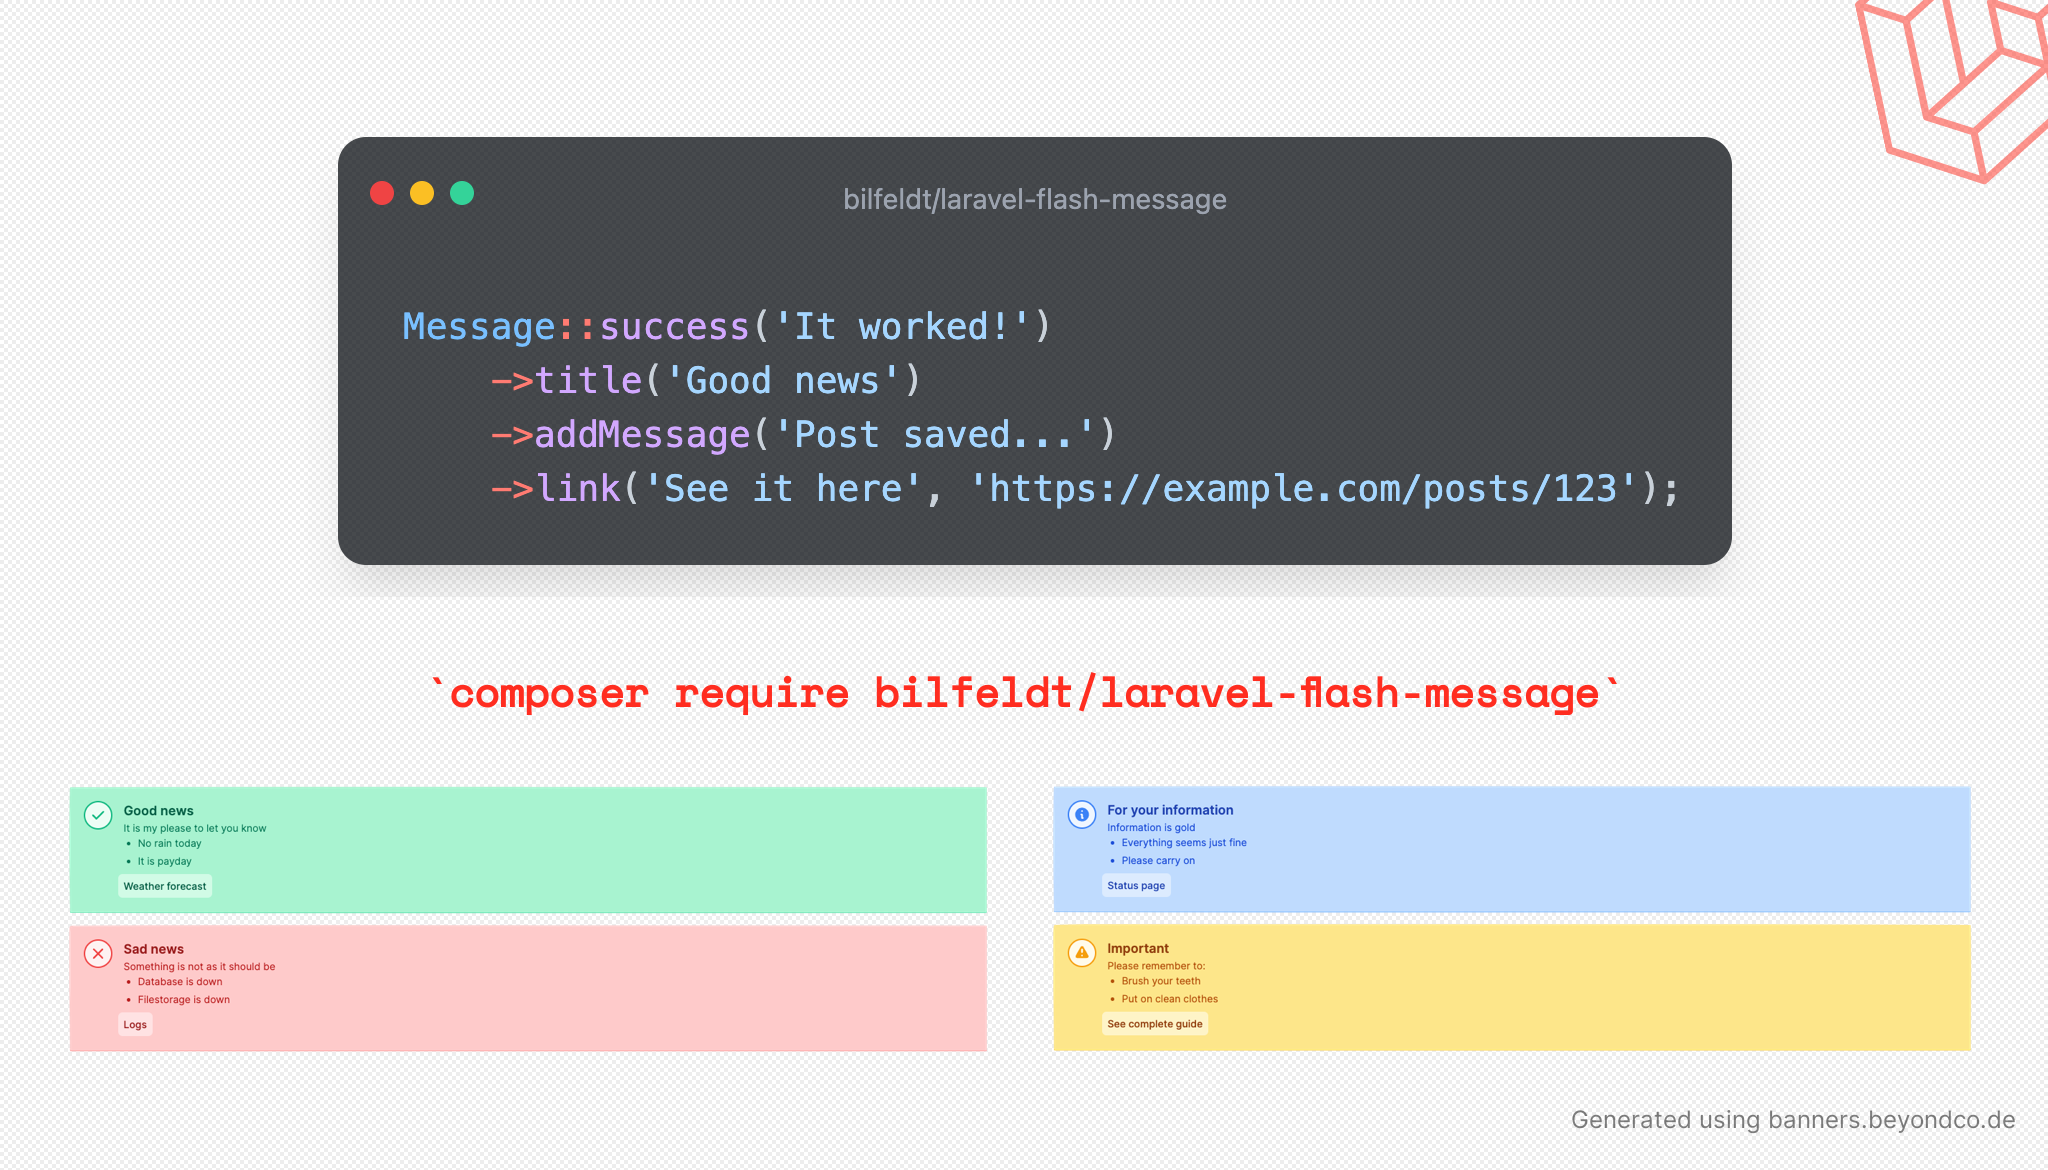 bilfeldt/laravel-flash-message
Message::success('It worked!')
->title('Good news')
->addMessage('Post saved...')
->link('See it here', 'https://example.com/posts/123');
`composer require bilfeldt/laravel-flash-message`
Good news
It is my please to let you know
• No rain today
• It is payday
Weather forecast
Sad news
Something is not as it should be
• Database is down
• Filestorage is down
Logs
For your information
Information is gold
• Everything seems just fine
• Please carry on
Status page
Important
Please remember to:
• Brush your teeth
• Put on clean clothes
See complete guide
Generated using banners.beyondco.de